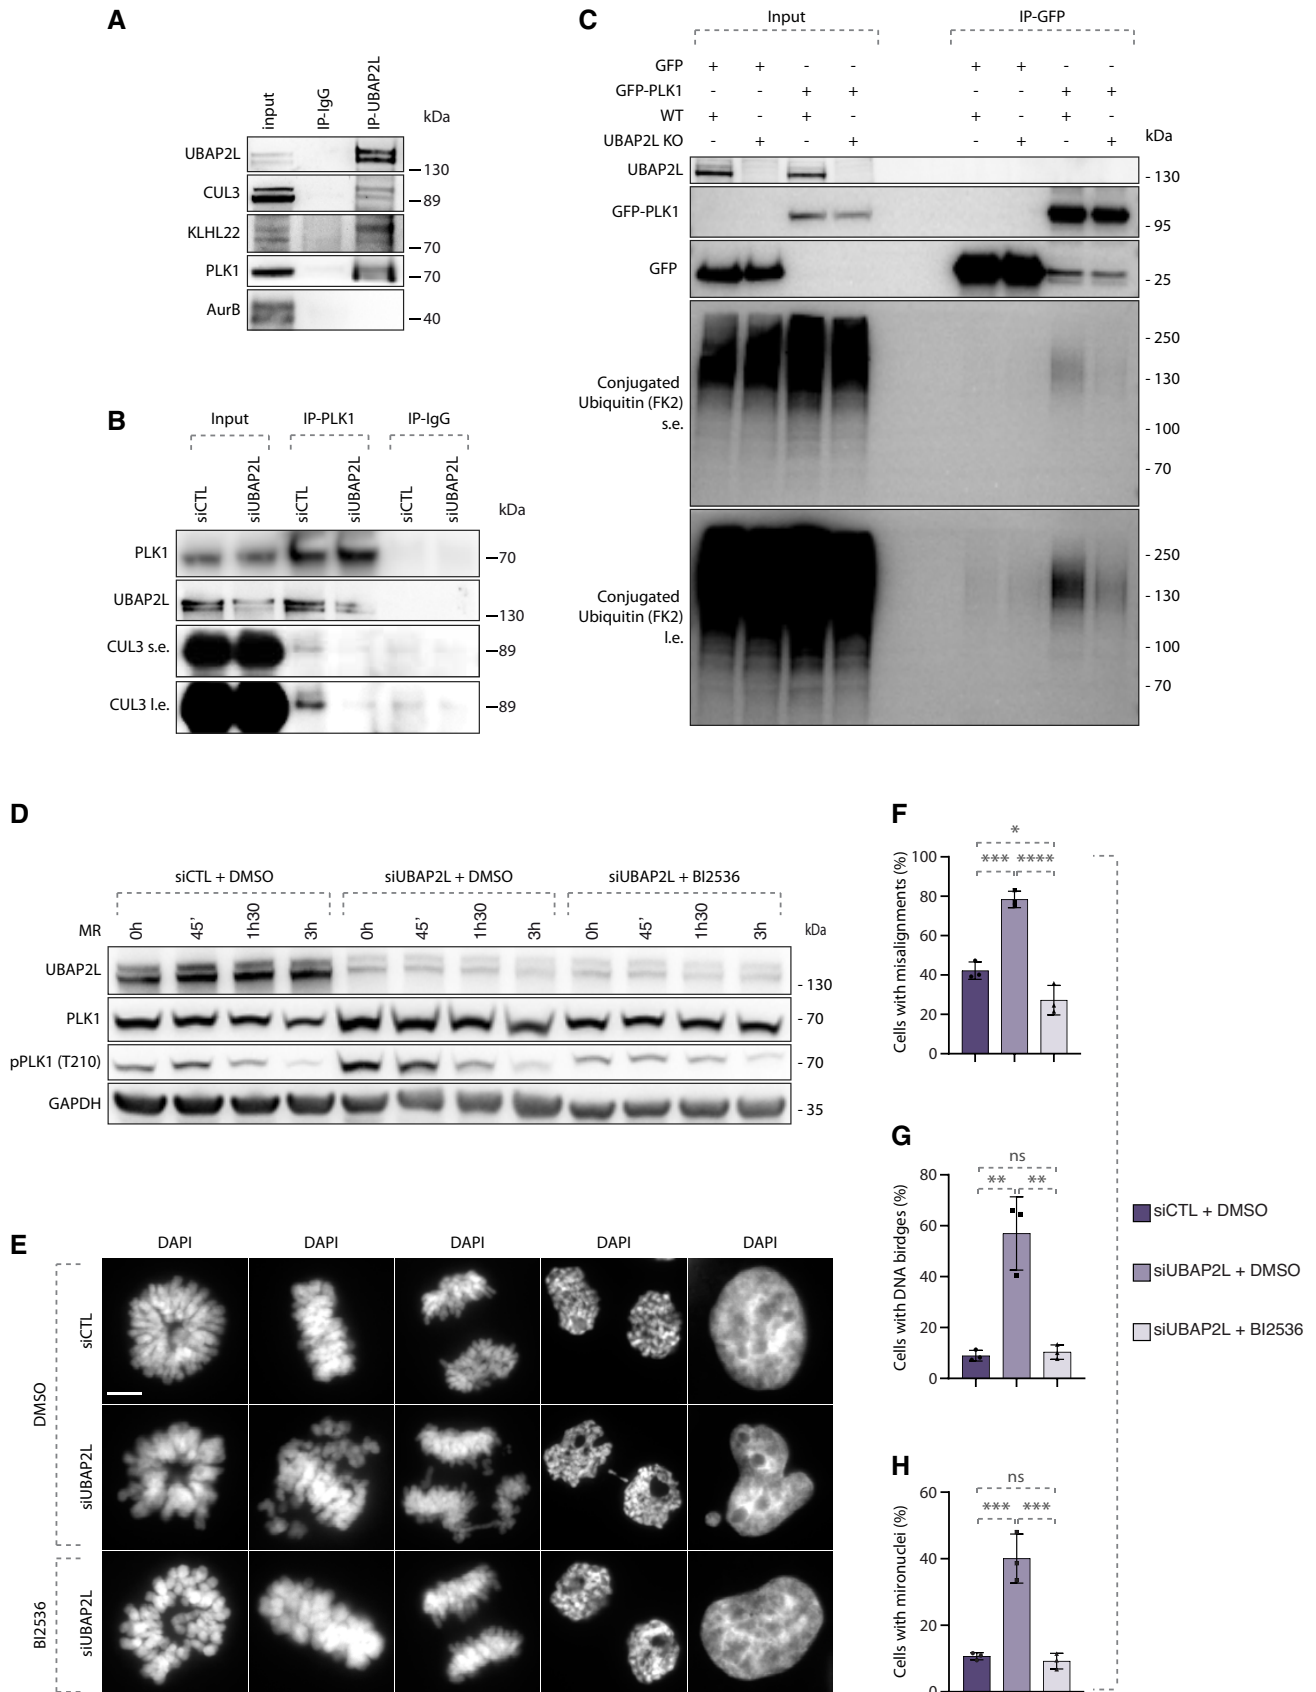 A
input
IP-IgG
IP-UBAP2L
kDa
UBAP2L
130
CUL3
89
KLHL22
70
PLK1
70
AurB
40
B
Input
IP-PLK1
IP-IgG
siCTL
siUBAP2L
siCTL
siUBAP2L
siCTL
siUBAP2L
kDa
PLK1
70
UBAP2L
130
CUL3 s.e.
89
CUL3 l.e.
89
C
Input
IP-GFP
GFP + + - - + + - -
GFP-PLK1 - - + + - - + +
WT + - + - + - + -
UBAP2L KO - + - + - + - +
kDa
UBAP2L
- 130
GFP-PLK1
- 95
GFP
- 25
- 250
- 130
Conjugated
Ubiquitin (FK2)
s.e.
- 100
- 70
- 250
- 130
Conjugated
Ubiquitin (FK2)
l.e.
- 100
- 70
D
siCTL + DMSO
siUBAP2L + DMSO
siUBAP2L + BI2536
MR
0h
45’
1h30
3h
0h
45’
1h30
3h
0h
45’
1h30
3h
kDa
UBAP2L
- 130
PLK1
- 70
pPLK1 (T210)
- 70
GAPDH
- 35
E
DAPI
DAPI
DAPI
DAPI
DAPI
DMSO
siCTL
siUBAP2L
BI2536
siUBAP2L
F
Cells with misalignments (%)
100
80
60
40
20
0
*
*** ****
G
Cells with DNA birdges (%)
80
60
40
20
0
ns
** **
siCTL + DMSO
siUBAP2L + DMSO
siUBAP2L + BI2536
H
Cells with mironuclei (%)
60
40
20
0
ns
*** ***